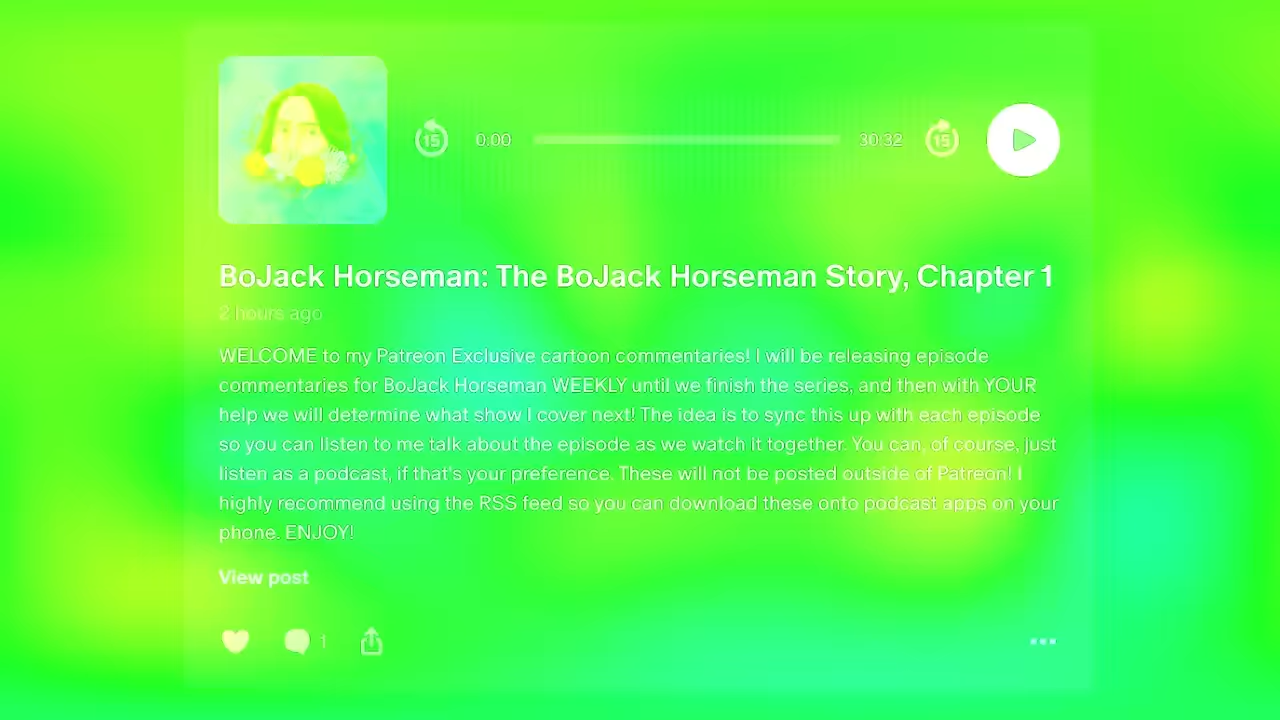 15 0:00 30:32 15
BoJack Horseman: The BoJack Horseman Story, Chapter 1
2 hours ago
WELCOME to my Patreon Exclusive cartoon commentaries! I will be releasing episode
commentaries for BoJack Horseman WEEKLY until we finish the series, and then with YOUR
help we will determine what show I cover next! The idea is to sync this up with each episode
so you can listen to me talk about the episode as we watch it together. You can, of course, just
listen as a podcast, if that's your preference. These will not be posted outside of Patreon! I
highly recommend using the RSS feed so you can download these onto podcast apps on your
phone. ENJOY!
View post
1